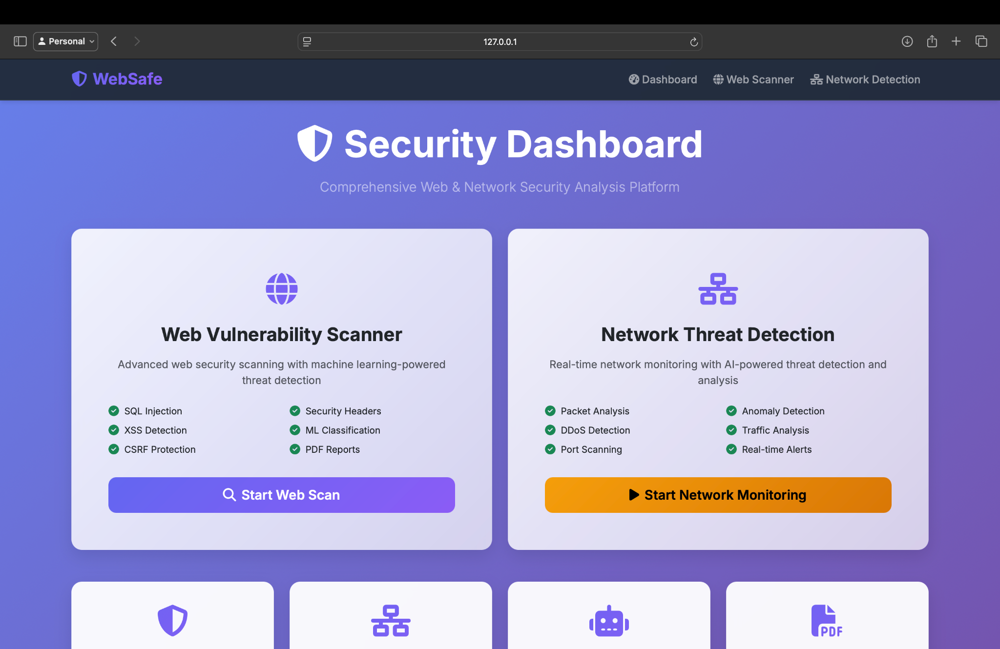 Personal
127.0.0.1
WebSafe
Dashboard
Web Scanner
Network Detection
Security Dashboard
Comprehensive Web & Network Security Analysis Platform
Web Vulnerability Scanner
Advanced web security scanning with machine learning-powered
threat detection
SQL Injection
XSS Detection
CSRF Protection
Security Headers
ML Classification
PDF Reports
Start Web Scan
Network Threat Detection
Real-time network monitoring with AI-powered threat detection and
analysis
Packet Analysis
DDoS Detection
Port Scanning
Anomaly Detection
Traffic Analysis
Real-time Alerts
Start Network Monitoring
PDF